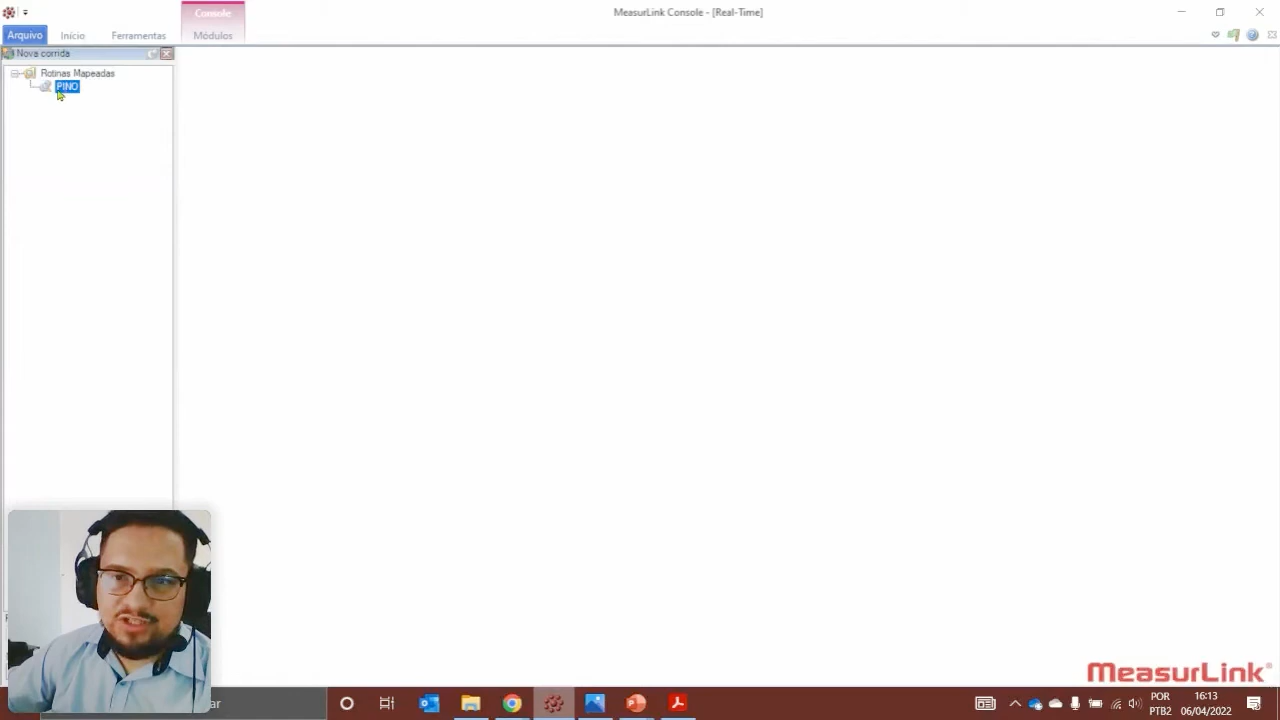 Console
MeasurLink Console - [Real-Time]
Arquivo
Início
Ferramentas
Módulos
Nova corrida
Rotinas Mapeadas
PINO
MeasurLink®
ar
POR
PTB2
16:13
06/04/2022